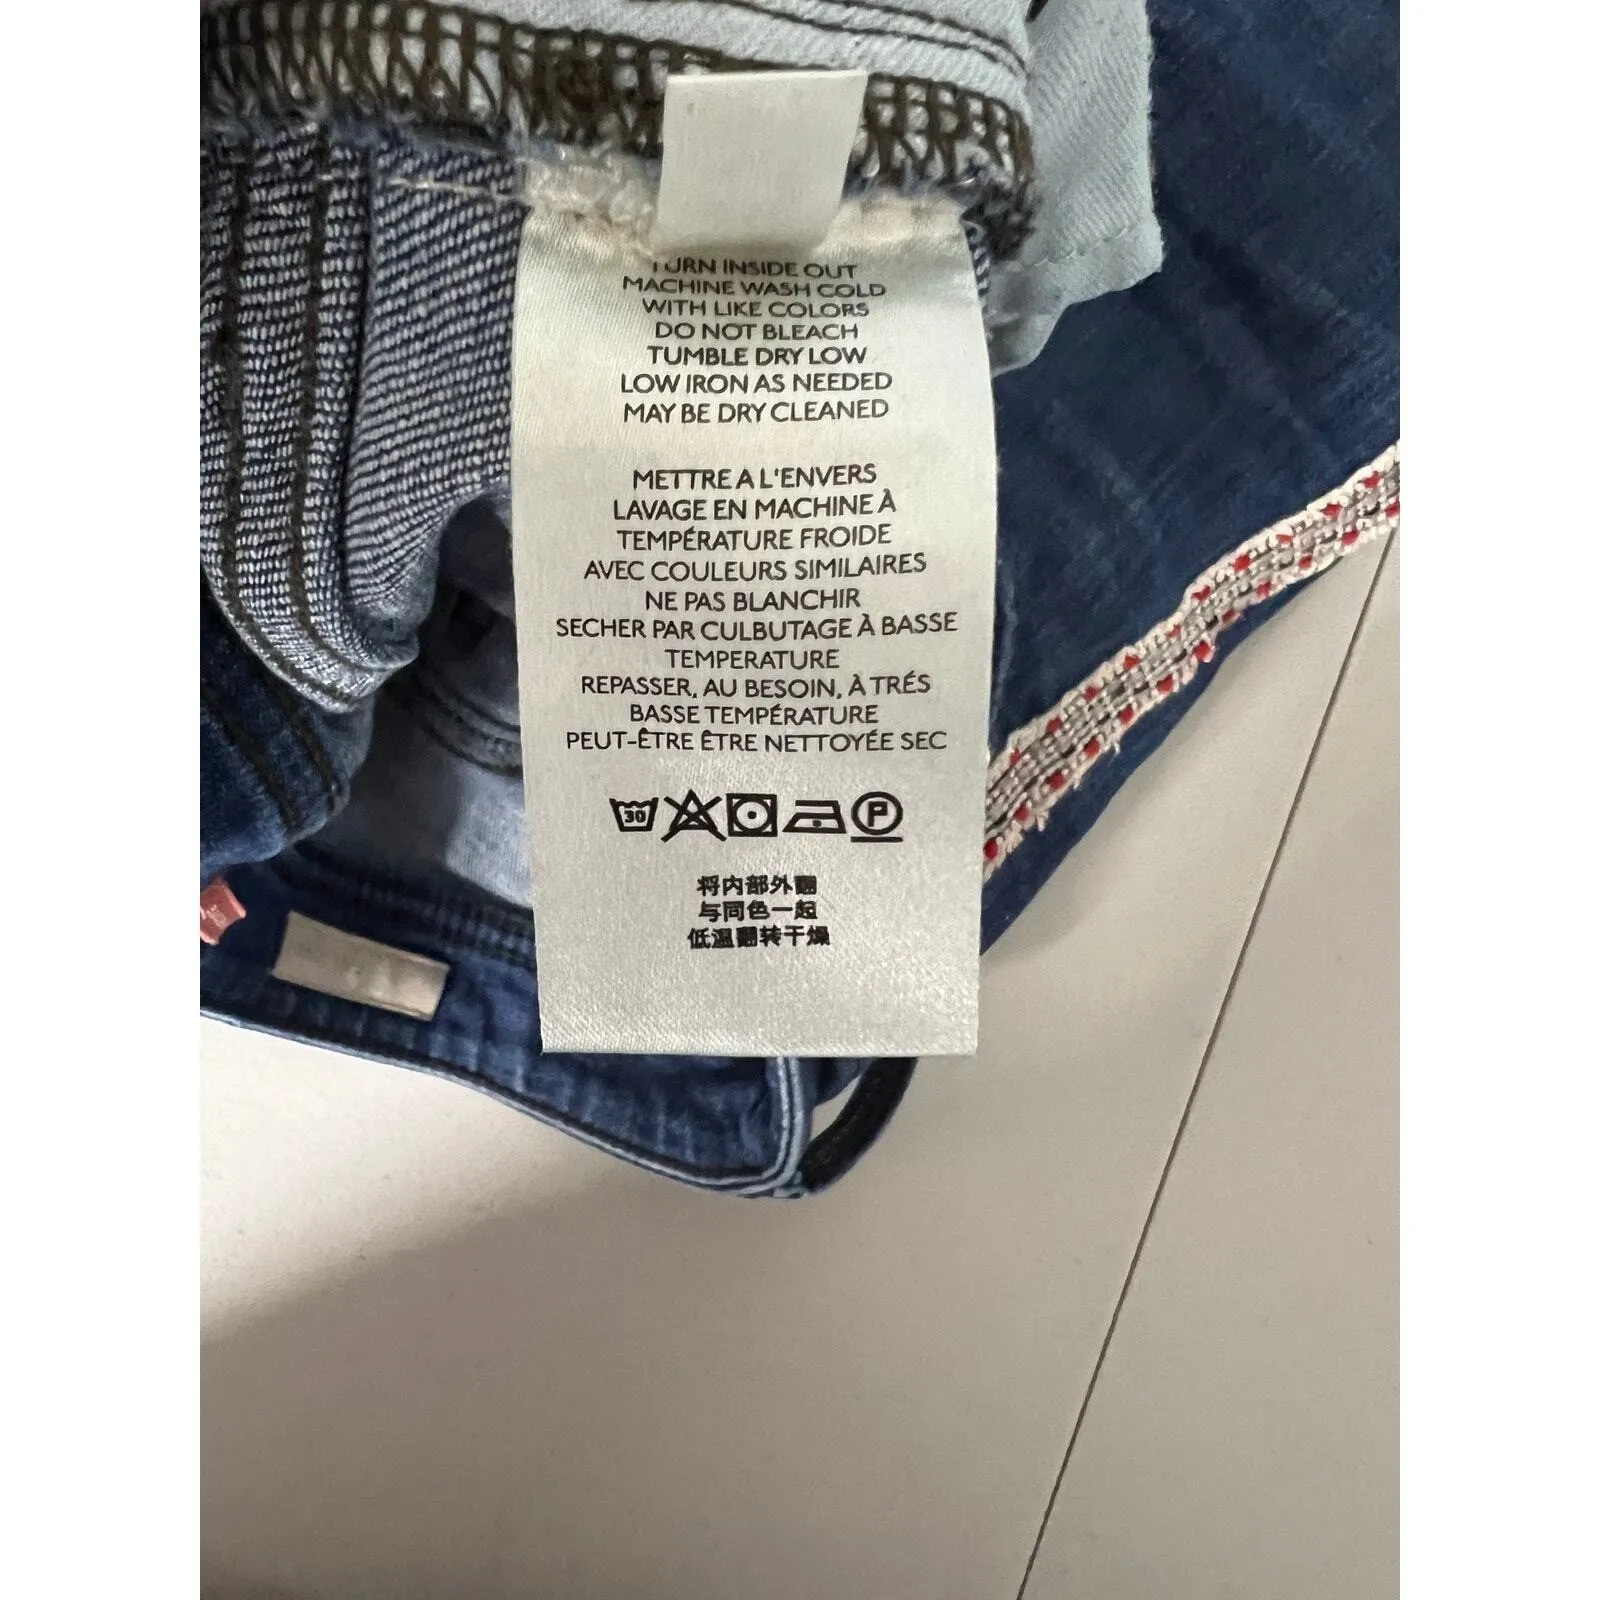 TURN INSIDE OUT
MACHINE WASH COLD
WITH LIKE COLORS
DO NOT BLEACH
TUMBLE DRY LOW
LOW IRON AS NEEDED
MAY BE DRY CLEANED
METTRE A L'ENVERS
LAVAGE EN MACHINE À
TEMPÉRATURE FROIDE
AVEC COULEURS SIMILAIRES
NE PAS BLANCHIR
SECHER PAR CULBUTAGE À BASSE
TEMPERATURE
REPASSER, AU BESOIN, À TRÉS
BASSE TEMPÉRATURE
PEUT-ÊTRE ÊTRE NETTOYÉE SEC
30 P
将内部外翻
与同色一起
低温翻转干燥